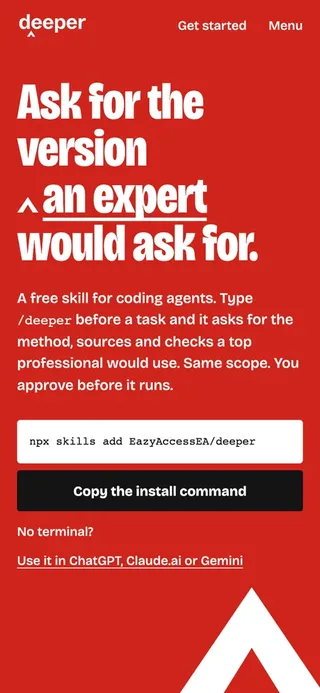 deeper
Get started
Menu
Ask for the
version
an expert
would ask for.
A free skill for coding agents. Type
/deeper before a task and it asks for the
method, sources and checks a top
professional would use. Same scope. You
approve before it runs.
npx skills add EazyAccessEA/deeper
Copy the install command
No terminal?
Use it in ChatGPT, Claude.ai or Gemini